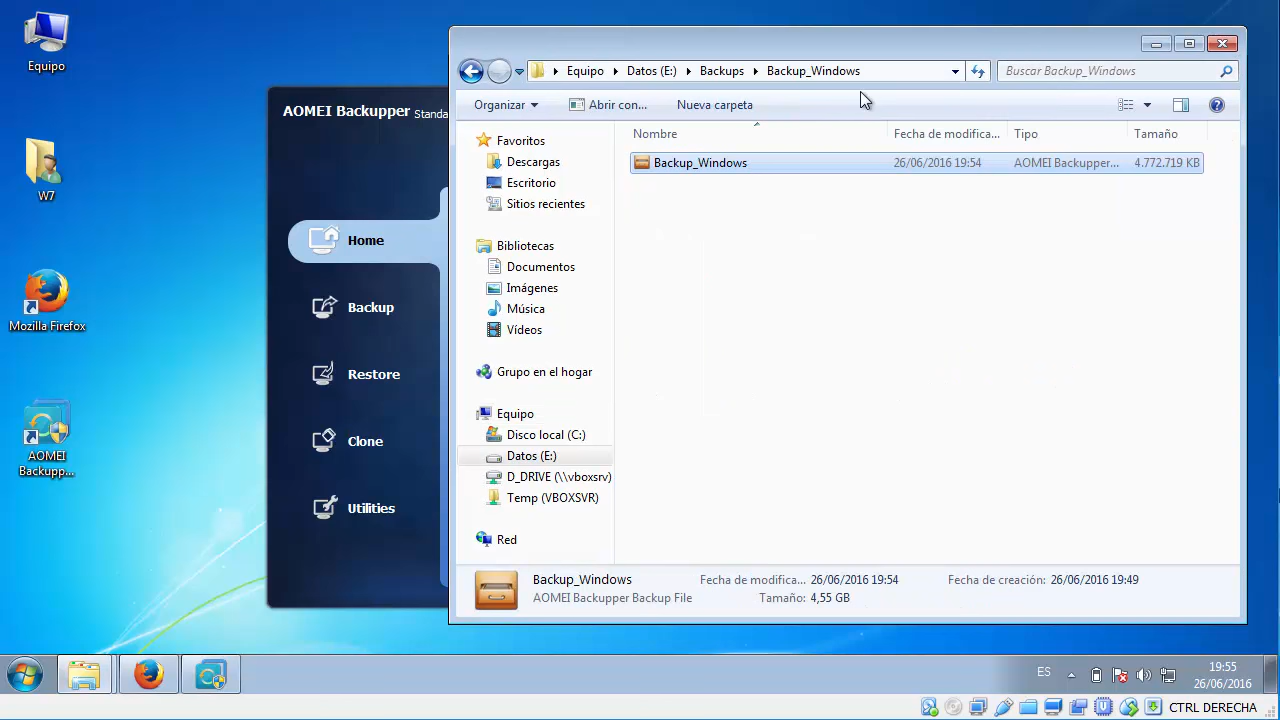 Equipo
W7
Mozilla Firefox
AOMEI
Backupp...
AOMEI Backupper Standa
Home
Backup
Restore
Clone
Utilities
Equipo Datos (E:) Backups Backup_Windows
Buscar Backup_Windows
Organizar Abrir con... Nueva carpeta
Favoritos
Descargas
Escritorio
Sitios recientes
Bibliotecas
Documentos
Imágenes
Música
Vídeos
Grupo en el hogar
Equipo
Disco local (C:)
Datos (E:)
D_DRIVE (\\vboxsrv)
Temp (VBOXSVR)
Red
Nombre Fecha de modifica... Tipo Tamaño
Backup_Windows 26/06/2016 19:54 AOMEI Backupper... 4.772.719 KB
Backup_Windows Fecha de modifica... 26/06/2016 19:54 Fecha de creación: 26/06/2016 19:49
AOMEI Backupper Backup File Tamaño: 4,55 GB
ES
19:55
26/06/2016
CTRL DERECHA